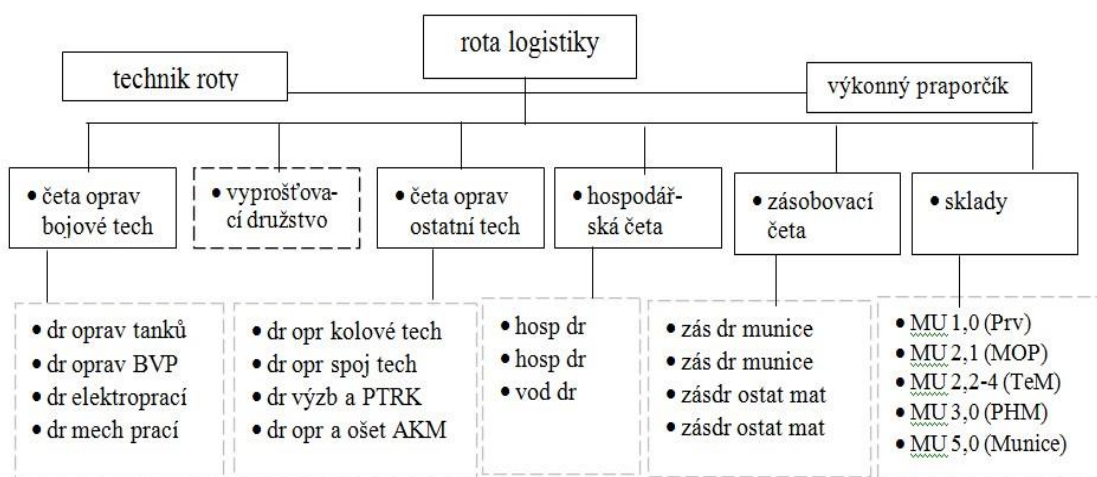 rota logistiky
technik roty
výkonný praporčík
• četa oprav
bojové tech
• vyprošťova-
cí družstvo
• četa oprav
ostatní tech
• hospodář-
ská četa
• zásobovací
četa
• sklady
• dr oprav tanků
• dr oprav BVP
• dr elektroprací
• dr mech prací
• dr opr kolové tech
• dr opr spoj tech
• dr výzb a PTRK
• dr opr a ošet AKM
• hosp dr
• hosp dr
• vod dr
• zás dr munice
• zás dr munice
• zásdr ostat mat
• zásdr ostat mat
• MU 1,0 (Prv)
• MU 2,1 (MOP)
• MU 2,2-4 (TeM)
• MU 3,0 (PHM)
• MU 5,0 (Munice)